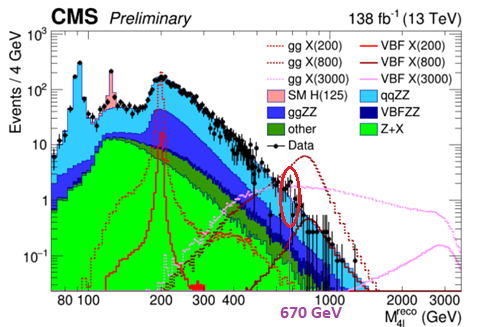 CMS Preliminary 138 fb⁻¹ (13 TeV)
Events / 4 GeV
10³
10²
10
1
10⁻¹
gg X(200) VBF X(200)
gg X(800) VBF X(800)
gg X(3000) VBF X(3000)
SM H(125) qqZZ
ggZZ VBFZZ
other Z+X
Data
80 100 200 300 400 1000 2000 3000
670 GeV
M4l^reco (GeV)